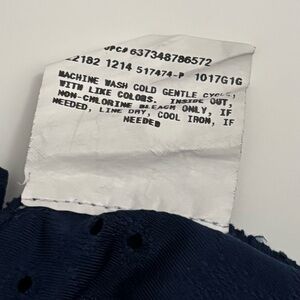 UPC# 637348786572
22182 1214 517474-P 1017G1G
MACHINE WASH COLD GENTLE CYCLE,
WITH LIKE COLORS. INSIDE OUT,
NON-CHLORINE BLEACH ONLY, IF
NEEDED, LINE DRY, COOL IRON, IF
NEEDED